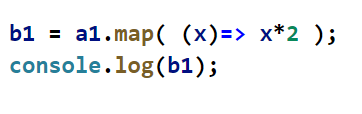 b1 = a1.map( (x)=> x*2 );
console.log(b1);